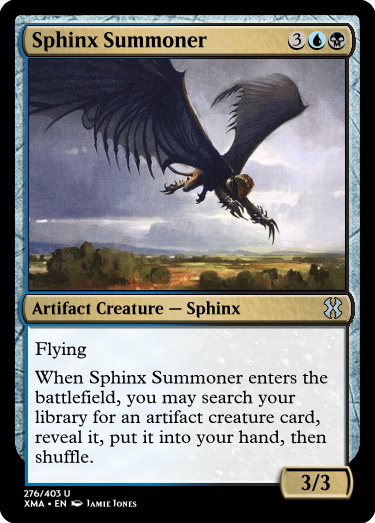 Sphinx Summoner 3
Artifact Creature — Sphinx
Flying
When Sphinx Summoner enters the
battlefield, you may search your
library for an artifact creature card,
reveal it, put it into your hand, then
shuffle.
3/3
276/403 U
XMA • EN Jamie Jones